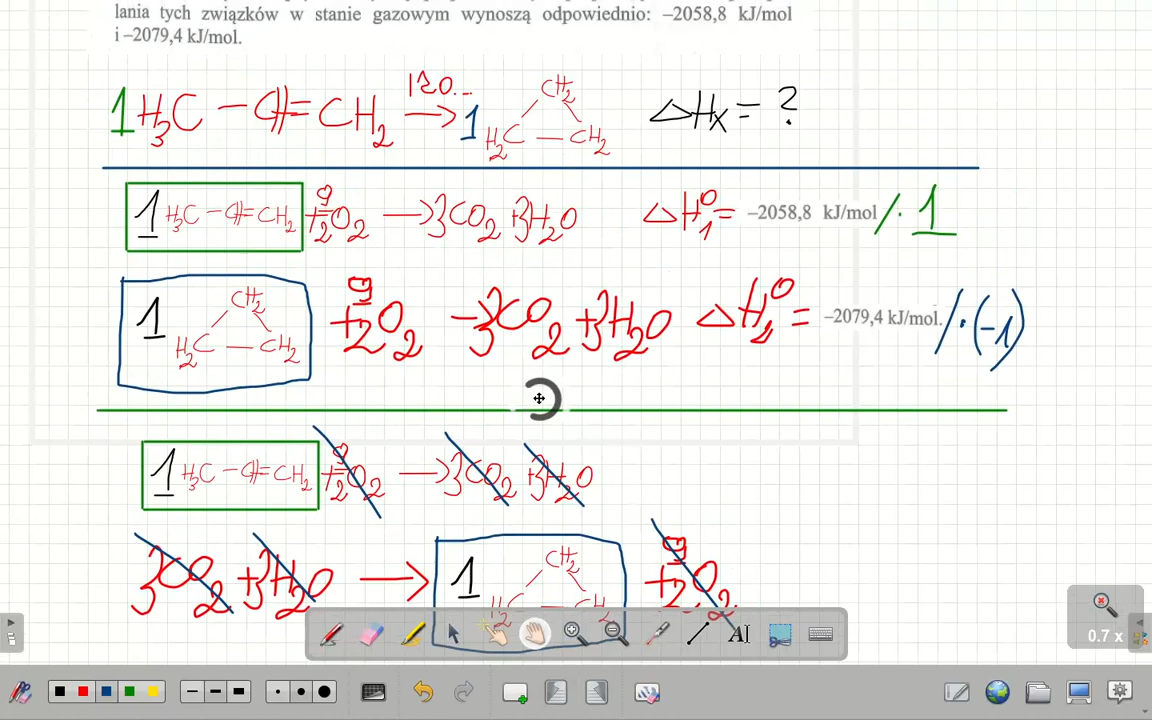 lania tych związków w stanie gazowym wynoszą odpowiednio: –2058,8 kJ/mol
i –2079,4 kJ/mol.
1 H3C – CH = CH2 izo... → 1 CH2 H2C – CH2 ΔHx = ?
1 H3C – CH = CH2 + 9/2 O2 → 3CO2 + 3H2O ΔH1° = –2058,8 kJ/mol /· 1
1 CH2 H2C – CH2 + 9/2 O2 → 3CO2 + 3H2O ΔH2° = –2079,4 kJ/mol. /· (-1)
1 H3C – CH = CH2 + 9/2 O2 → 3CO2 + 3H2O
3CO2 + 3H2O → 1 CH2 H2C CH2 + 9/2 O2
0.7 x